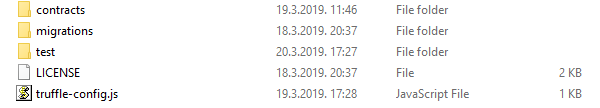 contracts 19.3.2019. 11:46 File folder
migrations 18.3.2019. 20:37 File folder
test 20.3.2019. 17:27 File folder
LICENSE 18.3.2019. 20:37 File 2 KB
truffle-config.js 19.3.2019. 17:28 JavaScript File 1 KB